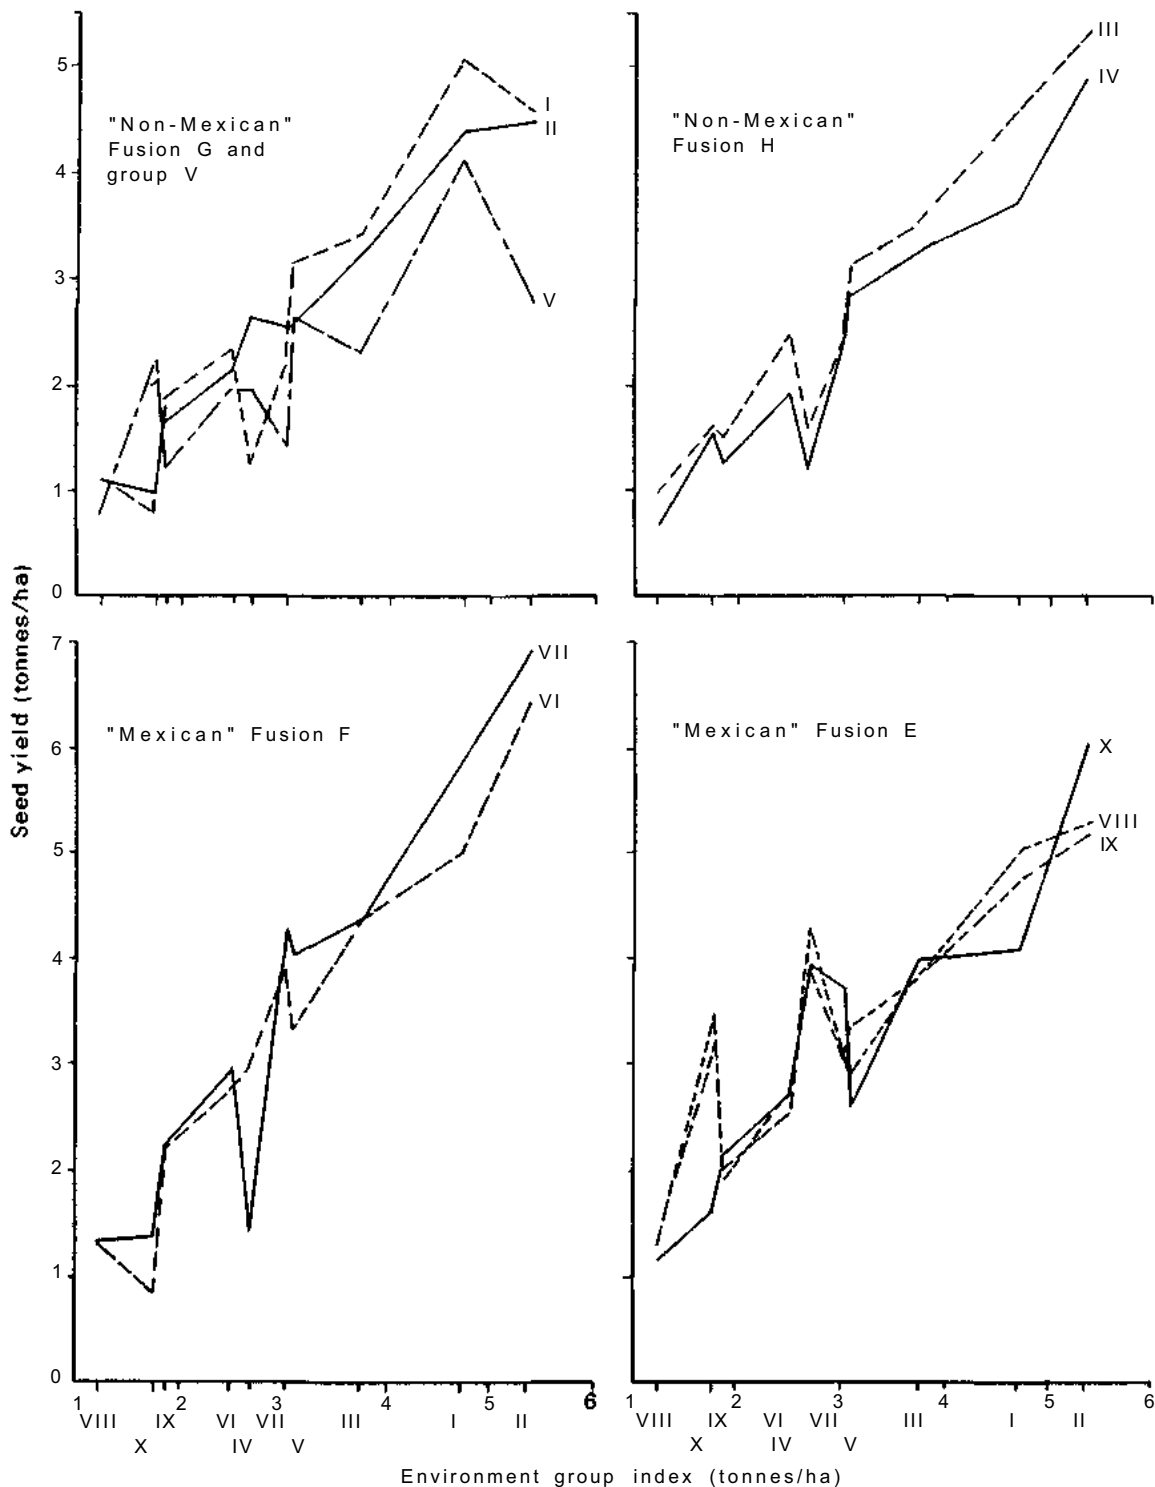 5
4
3
2
1
0
"Non-Mexican"
Fusion G and
group V
I
II
V
"Non-Mexican"
Fusion H
III
IV
Seed yield (tonnes/ha)
7
6
5
4
3
2
1
0
"Mexican" Fusion F
VII
VI
"Mexican" Fusion E
X
VIII
IX
1 2 3 4 5 6
VIII IX VI VII III I II
X IV V
1 2 3 4 5 6
VIII IX VI VII III I II
X IV V
Environment group index (tonnes/ha)